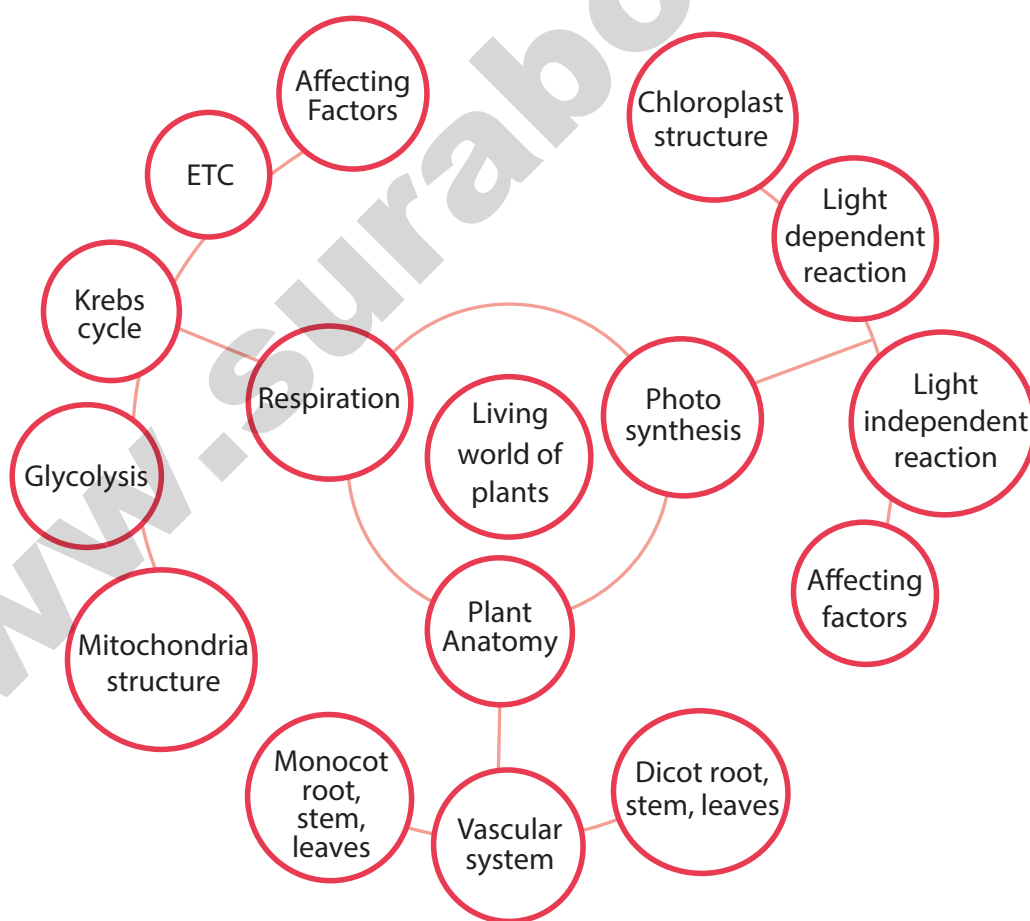 Affecting
Factors
ETC
Krebs
cycle
Glycolysis
Mitochondria
structure
Respiration
Living
world of
plants
Photo
synthesis
Chloroplast
structure
Light
dependent
reaction
Light
independent
reaction
Affecting
factors
Plant
Anatomy
Vascular
system
Monocot
root,
stem,
leaves
Dicot root,
stem, leaves